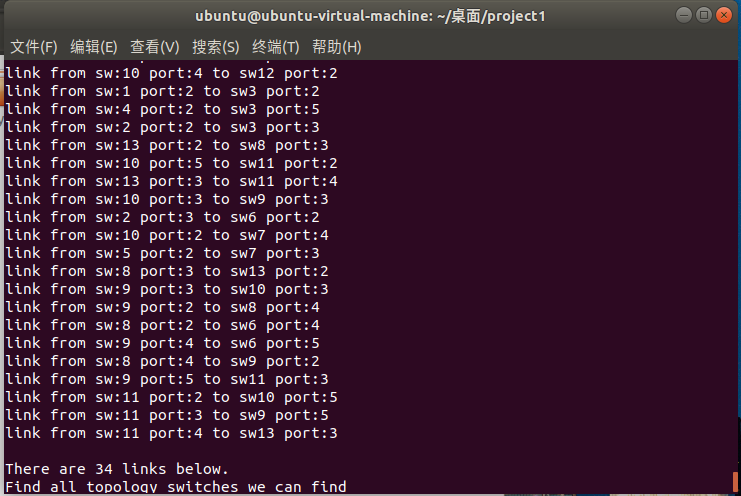 ubuntu@ubuntu-virtual-machine: ~/桌面/project1
文件(F) 编辑(E) 查看(V) 搜索(S) 终端(T) 帮助(H)
link from sw:10 port:4 to sw12 port:2
link from sw:1 port:2 to sw3 port:2
link from sw:4 port:2 to sw3 port:5
link from sw:2 port:2 to sw3 port:3
link from sw:13 port:2 to sw8 port:3
link from sw:10 port:5 to sw11 port:2
link from sw:13 port:3 to sw11 port:4
link from sw:10 port:3 to sw9 port:3
link from sw:2 port:3 to sw6 port:2
link from sw:10 port:2 to sw7 port:4
link from sw:5 port:2 to sw7 port:3
link from sw:8 port:3 to sw13 port:2
link from sw:9 port:3 to sw10 port:3
link from sw:9 port:2 to sw8 port:4
link from sw:8 port:2 to sw6 port:4
link from sw:9 port:4 to sw6 port:5
link from sw:8 port:4 to sw9 port:2
link from sw:9 port:5 to sw11 port:3
link from sw:11 port:2 to sw10 port:5
link from sw:11 port:3 to sw9 port:5
link from sw:11 port:4 to sw13 port:3
There are 34 links below.
Find all topology switches we can find